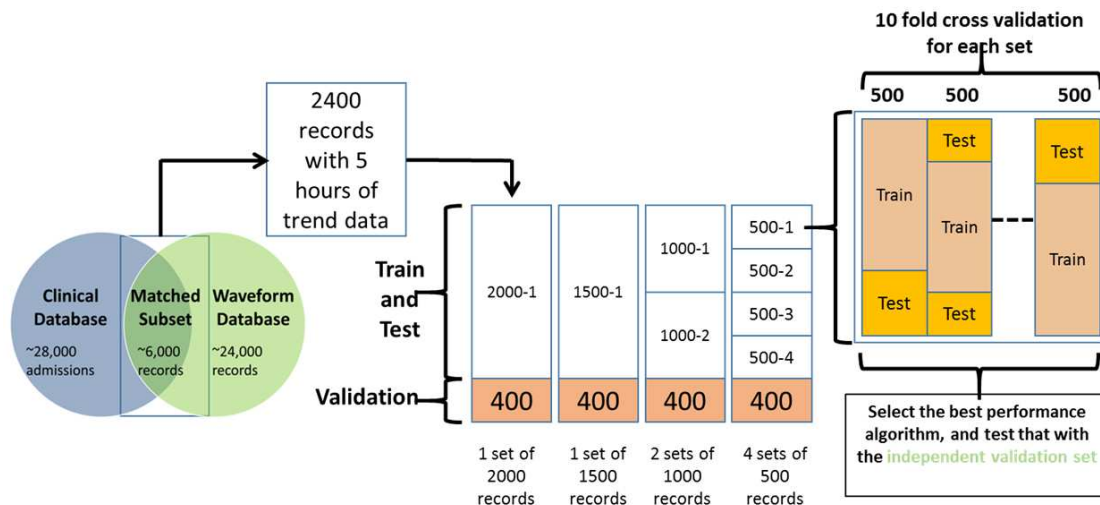 10 fold cross validation
for each set
500
500
500
2400
records
with 5
hours of
trend data
Test
Test
Train
Train
Train
Test
Test
500-1
1000-1
500-2
Train
and
Test
2000-1
1500-1
1000-2
500-3
500-4
Clinical
Database
~28,000
admissions
Matched
Subset
~6,000
records
Waveform
Database
~24,000
records
Validation
400
400
400
400
1 set of
2000
records
1 set of
1500
records
2 sets of
1000
records
4 sets of
500
records
Select the best performance
algorithm, and test that with
the independent validation set